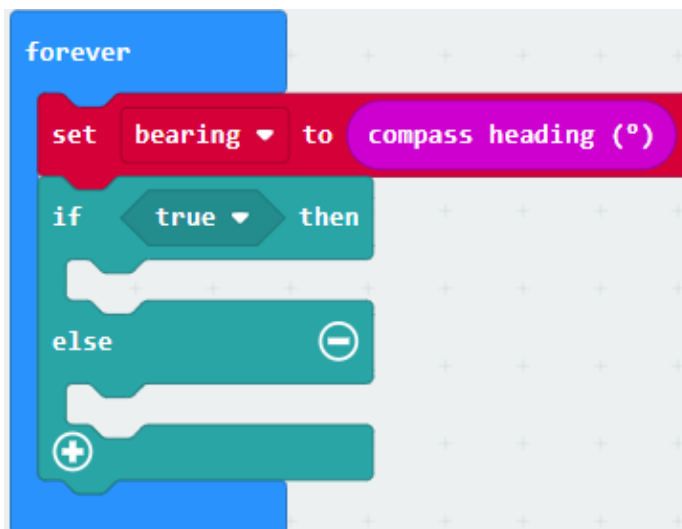 forever
set bearing to compass heading (º)
if true then
else